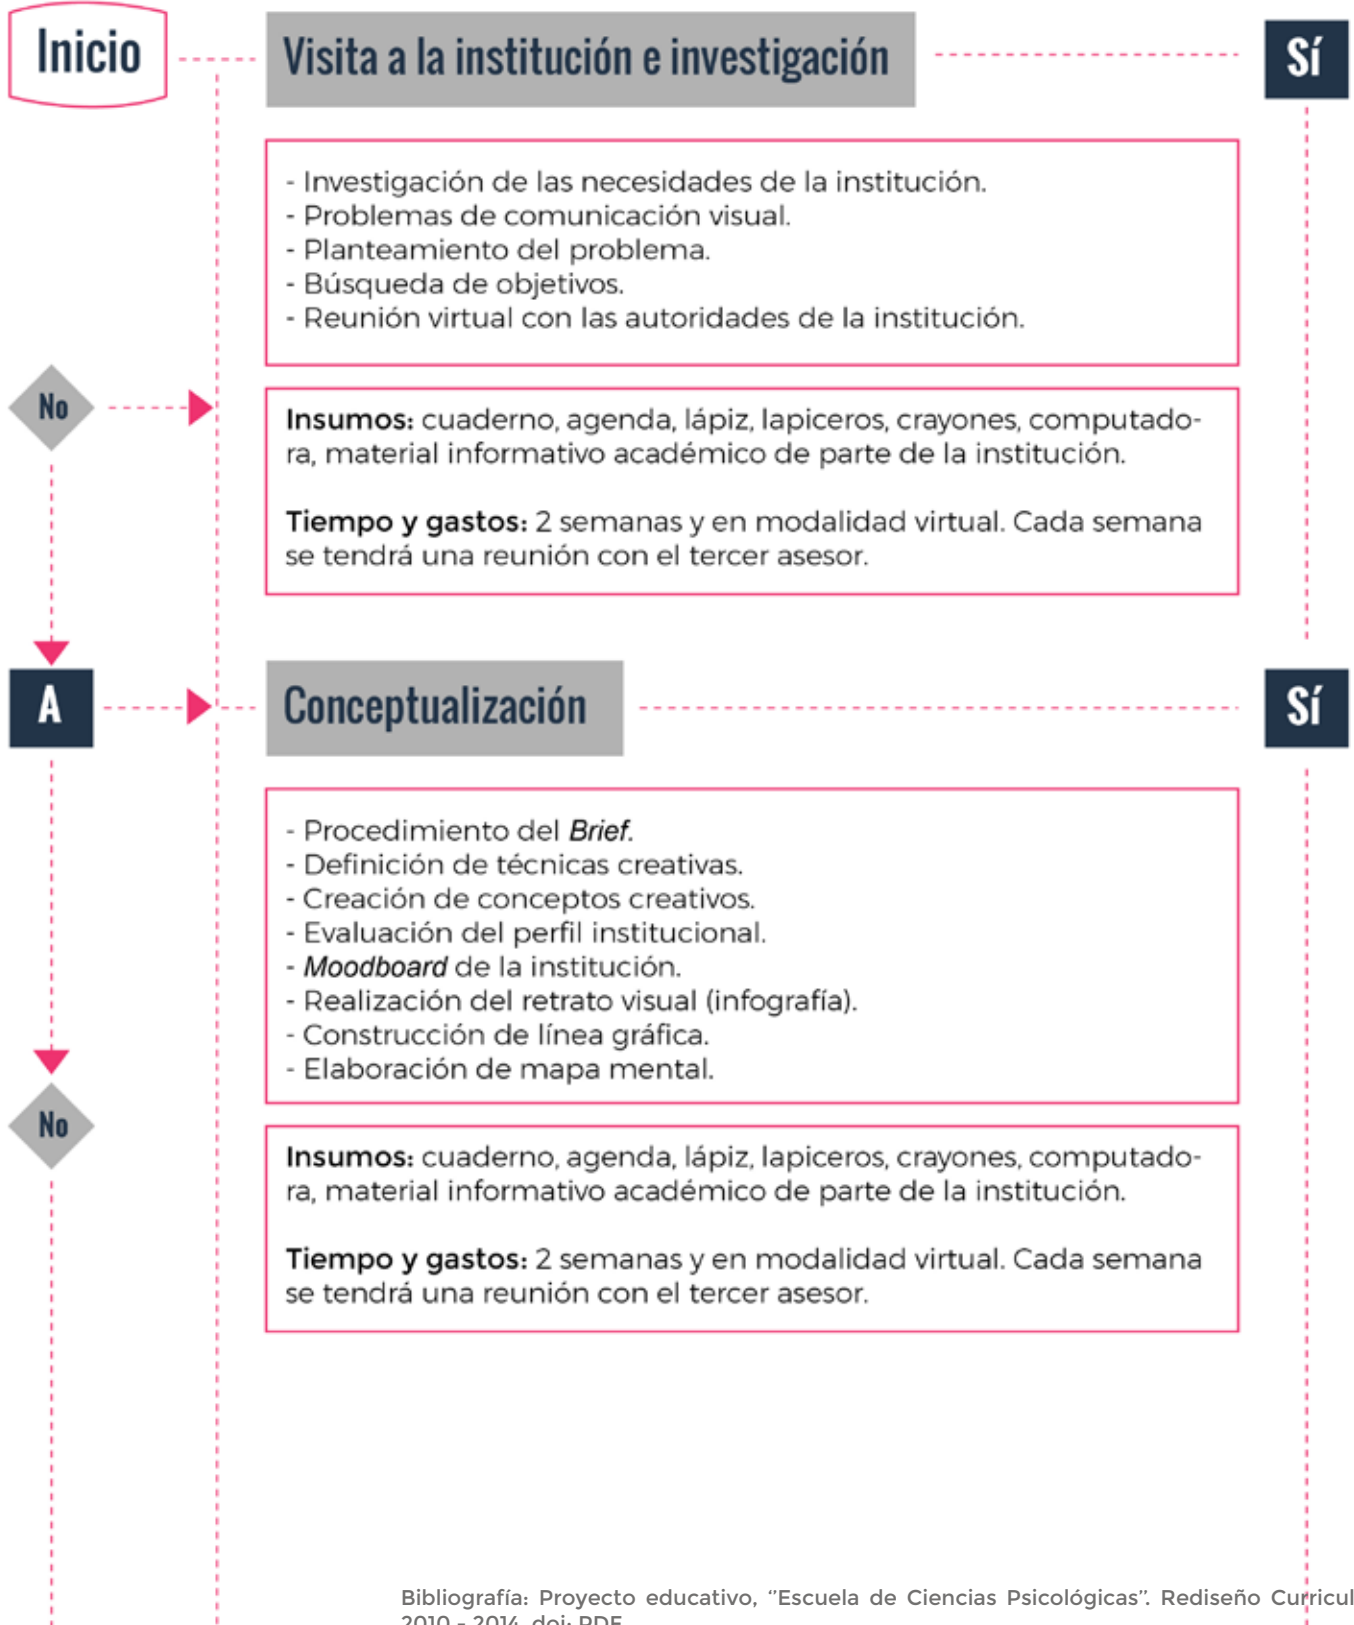 Inicio
Visita a la institución e investigación
Sí
- Investigación de las necesidades de la institución.
- Problemas de comunicación visual.
- Planteamiento del problema.
- Búsqueda de objetivos.
- Reunión virtual con las autoridades de la institución.
No
Insumos: cuaderno, agenda, lápiz, lapiceros, crayones, computado-
ra, material informativo académico de parte de la institución.
Tiempo y gastos: 2 semanas y en modalidad virtual. Cada semana
se tendrá una reunión con el tercer asesor.
A
Conceptualización
Sí
- Procedimiento del Brief.
- Definición de técnicas creativas.
- Creación de conceptos creativos.
- Evaluación del perfil institucional.
- Moodboard de la institución.
- Realización del retrato visual (infografía).
- Construcción de línea gráfica.
- Elaboración de mapa mental.
No
Insumos: cuaderno, agenda, lápiz, lapiceros, crayones, computado-
ra, material informativo académico de parte de la institución.
Tiempo y gastos: 2 semanas y en modalidad virtual. Cada semana
se tendrá una reunión con el tercer asesor.
Bibliografía: Proyecto educativo, "Escuela de Ciencias Psicológicas". Rediseño Curricul
2010 - 2014. doi: PDF